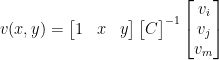 v(x, y) = [1 x y] [C]^{-1} [v_i v_j v_m]